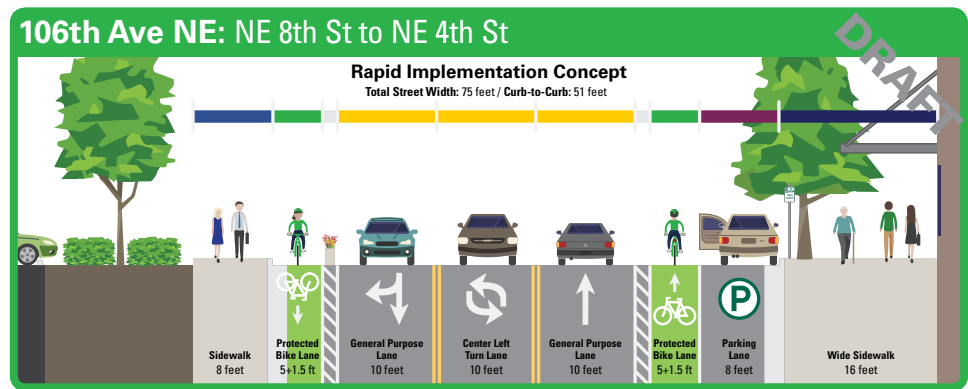 106th Ave NE: NE 8th St to NE 4th St
DRAFT
Rapid Implementation Concept
Total Street Width: 75 feet / Curb-to-Curb: 51 feet
Sidewalk
8 feet
Protected
Bike Lane
5+1.5 ft
General Purpose
Lane
10 feet
Center Left
Turn Lane
10 feet
General Purpose
Lane
10 feet
Protected
Bike Lane
5+1.5 ft
P
Parking
Lane
8 feet
Wide Sidewalk
16 feet